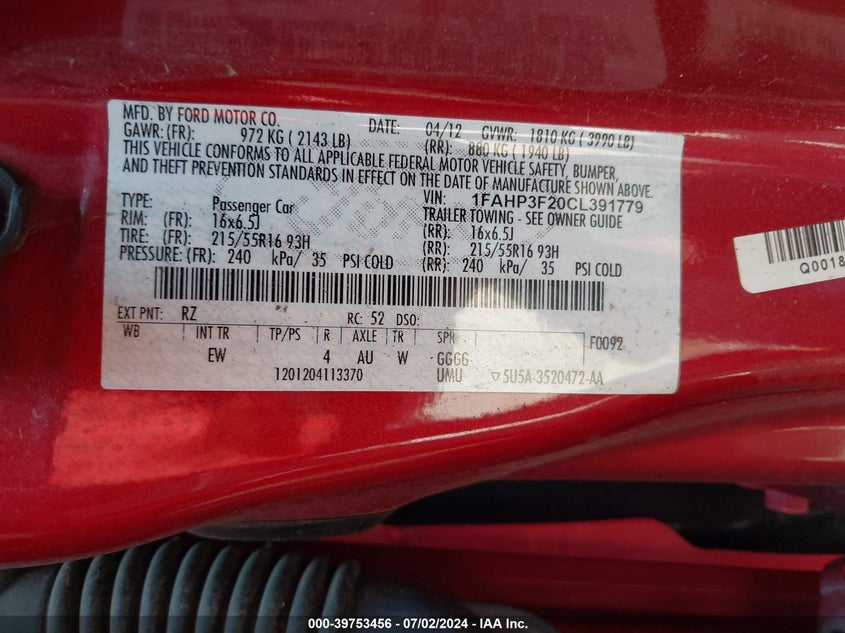 MFD. BY FORD MOTOR CO. DATE: 04/12 GVWR: 1810 KG ( 3990 LB)
GAWR: (FR): 972 KG ( 2143 LB) (RR): 880 KG ( 1940 LB)
THIS VEHICLE CONFORMS TO ALL APPLICABLE FEDERAL MOTOR VEHICLE SAFETY, BUMPER,
AND THEFT PREVENTION STANDARDS IN EFFECT ON THE DATE OF MANUFACTURE SHOWN ABOVE.
VIN: 1FAHP3F20CL391779
TYPE: Passenger Car TRAILER TOWING - SEE OWNER GUIDE
RIM: (FR): 16x6.5J (RR): 16x6.5J
TIRE: (FR): 215/55R16 93H (RR): 215/55R16 93H
PRESSURE: (FR): 240 kPa/ 35 PSI COLD (RR): 240 kPa/ 35 PSI COLD
EXT PNT: RZ RC: 52 DSO:
WB INT TR TP/PS R AXLE TR SPR F0092
EW 4 AU W GGGG
1201204113370 UMU ▽5U5A-3520472-AA
Q0018
000-39753456 - 07/02/2024 - IAAI.com